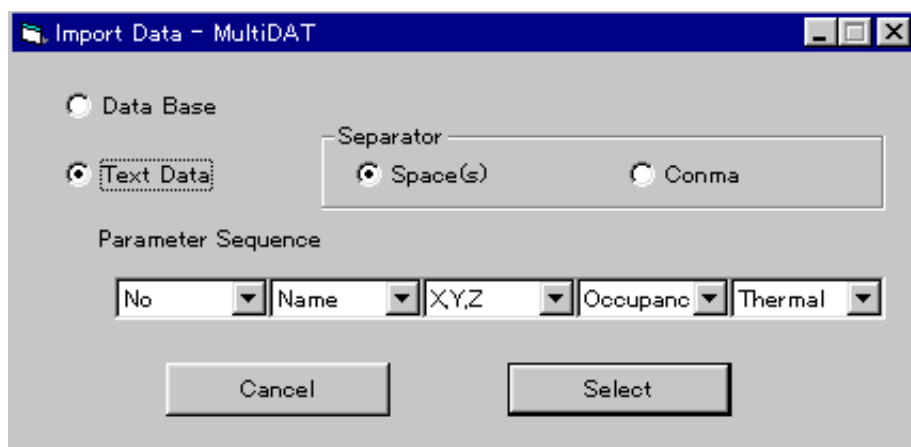 Import Data - MultiDAT
Data Base
Separator
Text Data
Space(s)
Conma
Parameter Sequence
No
Name
X,Y,Z
Occupanc
Thermal
Cancel
Select